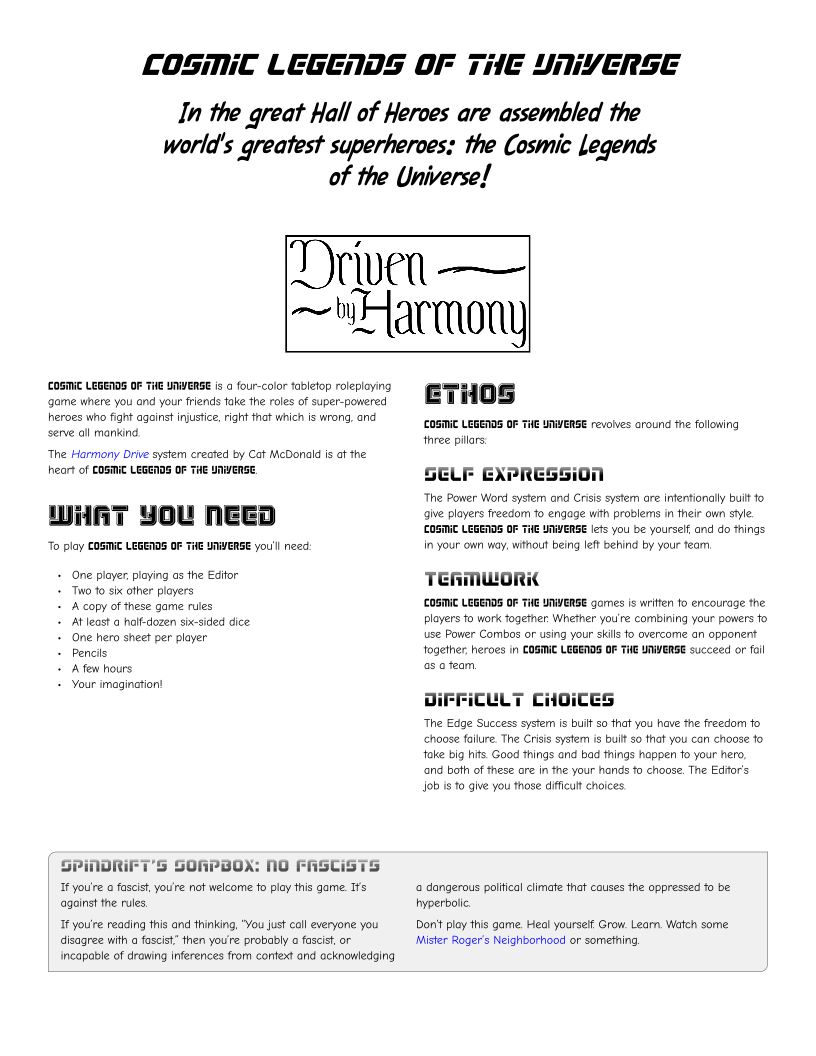 COSMIC LEGENDS OF THE UNIVERSE
In the great Hall of Heroes are assembled the
world's greatest superheroes: the Cosmic Legends
of the Universe!
Driven
by Harmony
COSMIC LEGENDS OF THE UNIVERSE is a four-color tabletop roleplaying
game where you and your friends take the roles of super-powered
heroes who fight against injustice, right that which is wrong, and
serve all mankind.
The Harmony Drive system created by Cat McDonald is at the
heart of COSMIC LEGENDS OF THE UNIVERSE.
WHAT YOU NEED
To play COSMIC LEGENDS OF THE UNIVERSE you'll need:
• One player, playing as the Editor
• Two to six other players
• A copy of these game rules
• At least a half-dozen six-sided dice
• One hero sheet per player
• Pencils
• A few hours
• Your imagination!
ETHOS
COSMIC LEGENDS OF THE UNIVERSE revolves around the following
three pillars:
SELF EXPRESSION
The Power Word system and Crisis system are intentionally built to
give players freedom to engage with problems in their own style.
COSMIC LEGENDS OF THE UNIVERSE lets you be yourself, and do things
in your own way, without being left behind by your team.
TEAMWORK
COSMIC LEGENDS OF THE UNIVERSE games is written to encourage the
players to work together. Whether you're combining your powers to
use Power Combos or using your skills to overcome an opponent
together, heroes in COSMIC LEGENDS OF THE UNIVERSE succeed or fail
as a team.
DIFFICULT CHOICES
The Edge Success system is built so that you have the freedom to
choose failure. The Crisis system is built so that you can choose to
take big hits. Good things and bad things happen to your hero,
and both of these are in the your hands to choose. The Editor's
job is to give you those difficult choices.
SPINDRIFT'S SOAPBOX: NO FASCISTS
If you're a fascist, you're not welcome to play this game. It's
against the rules.
If you're reading this and thinking, "You just call everyone you
disagree with a fascist," then you're probably a fascist, or
incapable of drawing inferences from context and acknowledging
a dangerous political climate that causes the oppressed to be
hyperbolic.
Don't play this game. Heal yourself. Grow. Learn. Watch some
Mister Roger's Neighborhood or something.